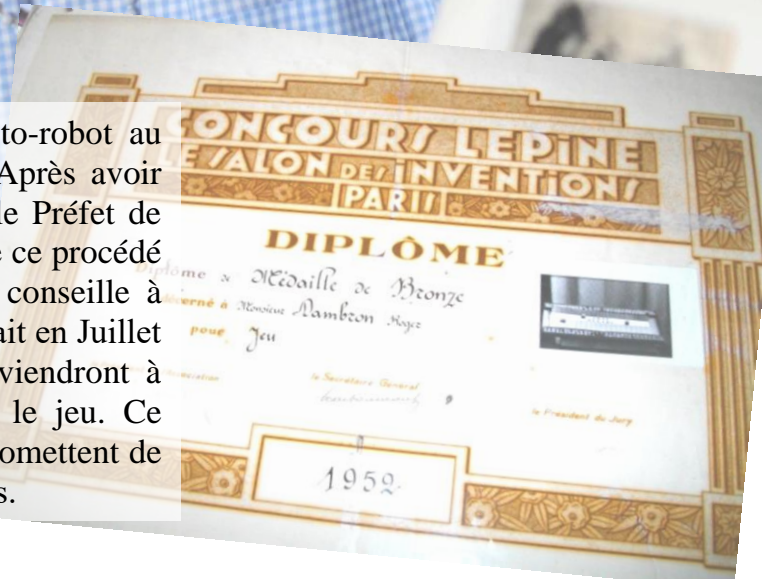 to-robot au
Après avoir
le Préfet de
e ce procédé
conseille à
ait en Juillet
viendront à
le jeu. Ce
omettent de
s.
CONCOURS LEPINE
LE SALON DES INVENTIONS
PARIS
DIPLÔME
Diplôme de Médaille de Bronze
décerné à Monsieur Dambron Roger
pour Jeu
le Secrétaire Général
le President du Jury
1952